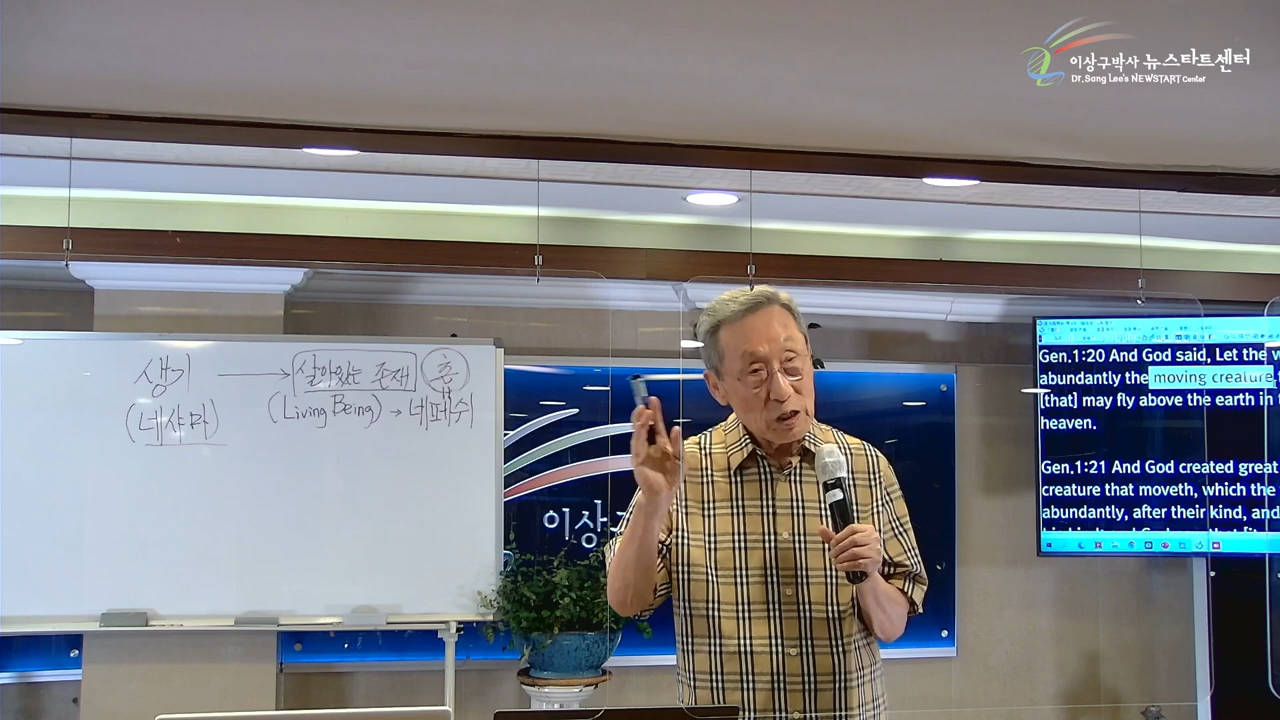 이상구박사 뉴스타트센터
Dr. Sang Lee's NEWSTART Center
생기 → 살아있는 존재 혼
(네샤마) (Living Being) → 네페쉬
이상
Gen.1:20 And God said, Let the w
abundantly the moving creature
[that] may fly above the earth in t
heaven.
Gen.1:21 And God created great
creature that moveth, which the
abundantly, after their kind, and